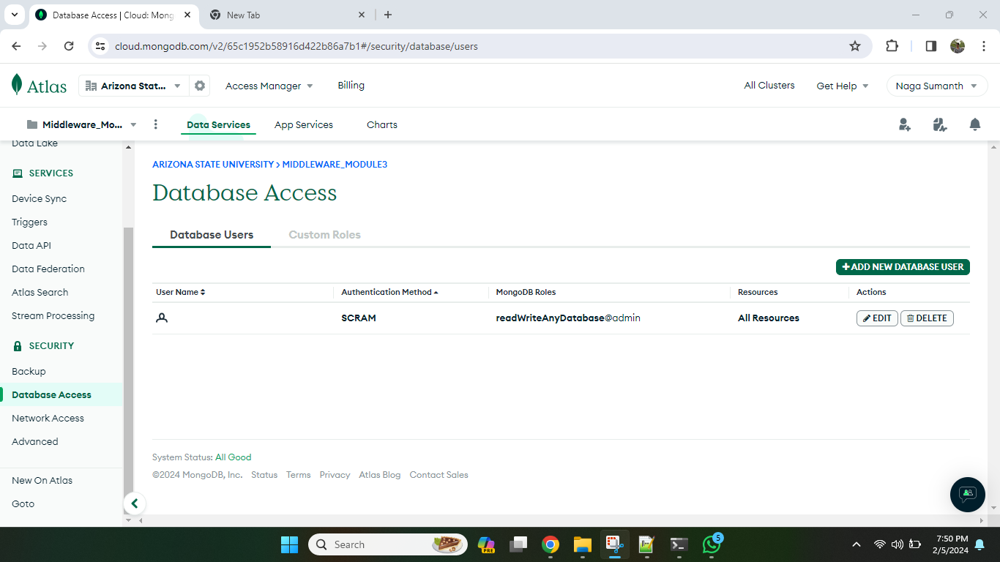 Database Access | Cloud: Mong
New Tab
cloud.mongodb.com/v2/65c1952b58916d422b86a7b1#/security/database/users
Atlas
Arizona Stat...
Access Manager
Billing
All Clusters
Get Help
Naga Sumanth
Middleware_Mo...
Data Services
App Services
Charts
Data Lake
SERVICES
Device Sync
Triggers
Data API
Data Federation
Atlas Search
Stream Processing
SECURITY
Backup
Database Access
Network Access
Advanced
New On Atlas
Goto
ARIZONA STATE UNIVERSITY > MIDDLEWARE_MODULE3
Database Access
Database Users
Custom Roles
+ ADD NEW DATABASE USER
User Name Authentication Method MongoDB Roles Resources Actions
SCRAM readWriteAnyDatabase@admin All Resources EDIT DELETE
System Status: All Good
©2024 MongoDB, Inc. Status Terms Privacy Atlas Blog Contact Sales
Search
PRE
5
7:50 PM
2/5/2024